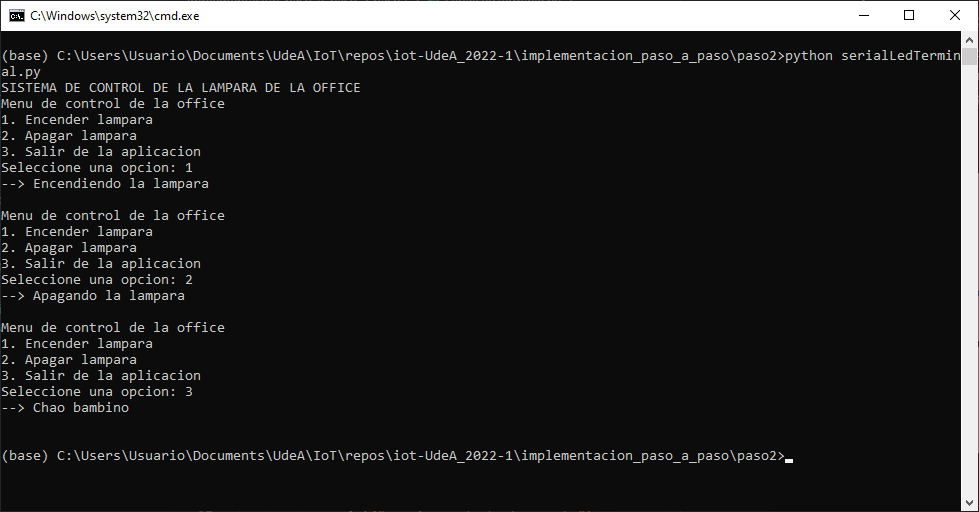 C:\Windows\system32\cmd.exe
(base) C:\Users\Usuario\Documents\UdeA\IoT\repos\iot-UdeA_2022-1\implementacion_paso_a_paso\paso2>python serialLedTermin
al.py
SISTEMA DE CONTROL DE LA LAMPARA DE LA OFFICE
Menu de control de la office
1. Encender lampara
2. Apagar lampara
3. Salir de la aplicacion
Seleccione una opcion: 1
--> Encendiendo la lampara
Menu de control de la office
1. Encender lampara
2. Apagar lampara
3. Salir de la aplicacion
Seleccione una opcion: 2
--> Apagando la lampara
Menu de control de la office
1. Encender lampara
2. Apagar lampara
3. Salir de la aplicacion
Seleccione una opcion: 3
--> Chao bambino
(base) C:\Users\Usuario\Documents\UdeA\IoT\repos\iot-UdeA_2022-1\implementacion_paso_a_paso\paso2>